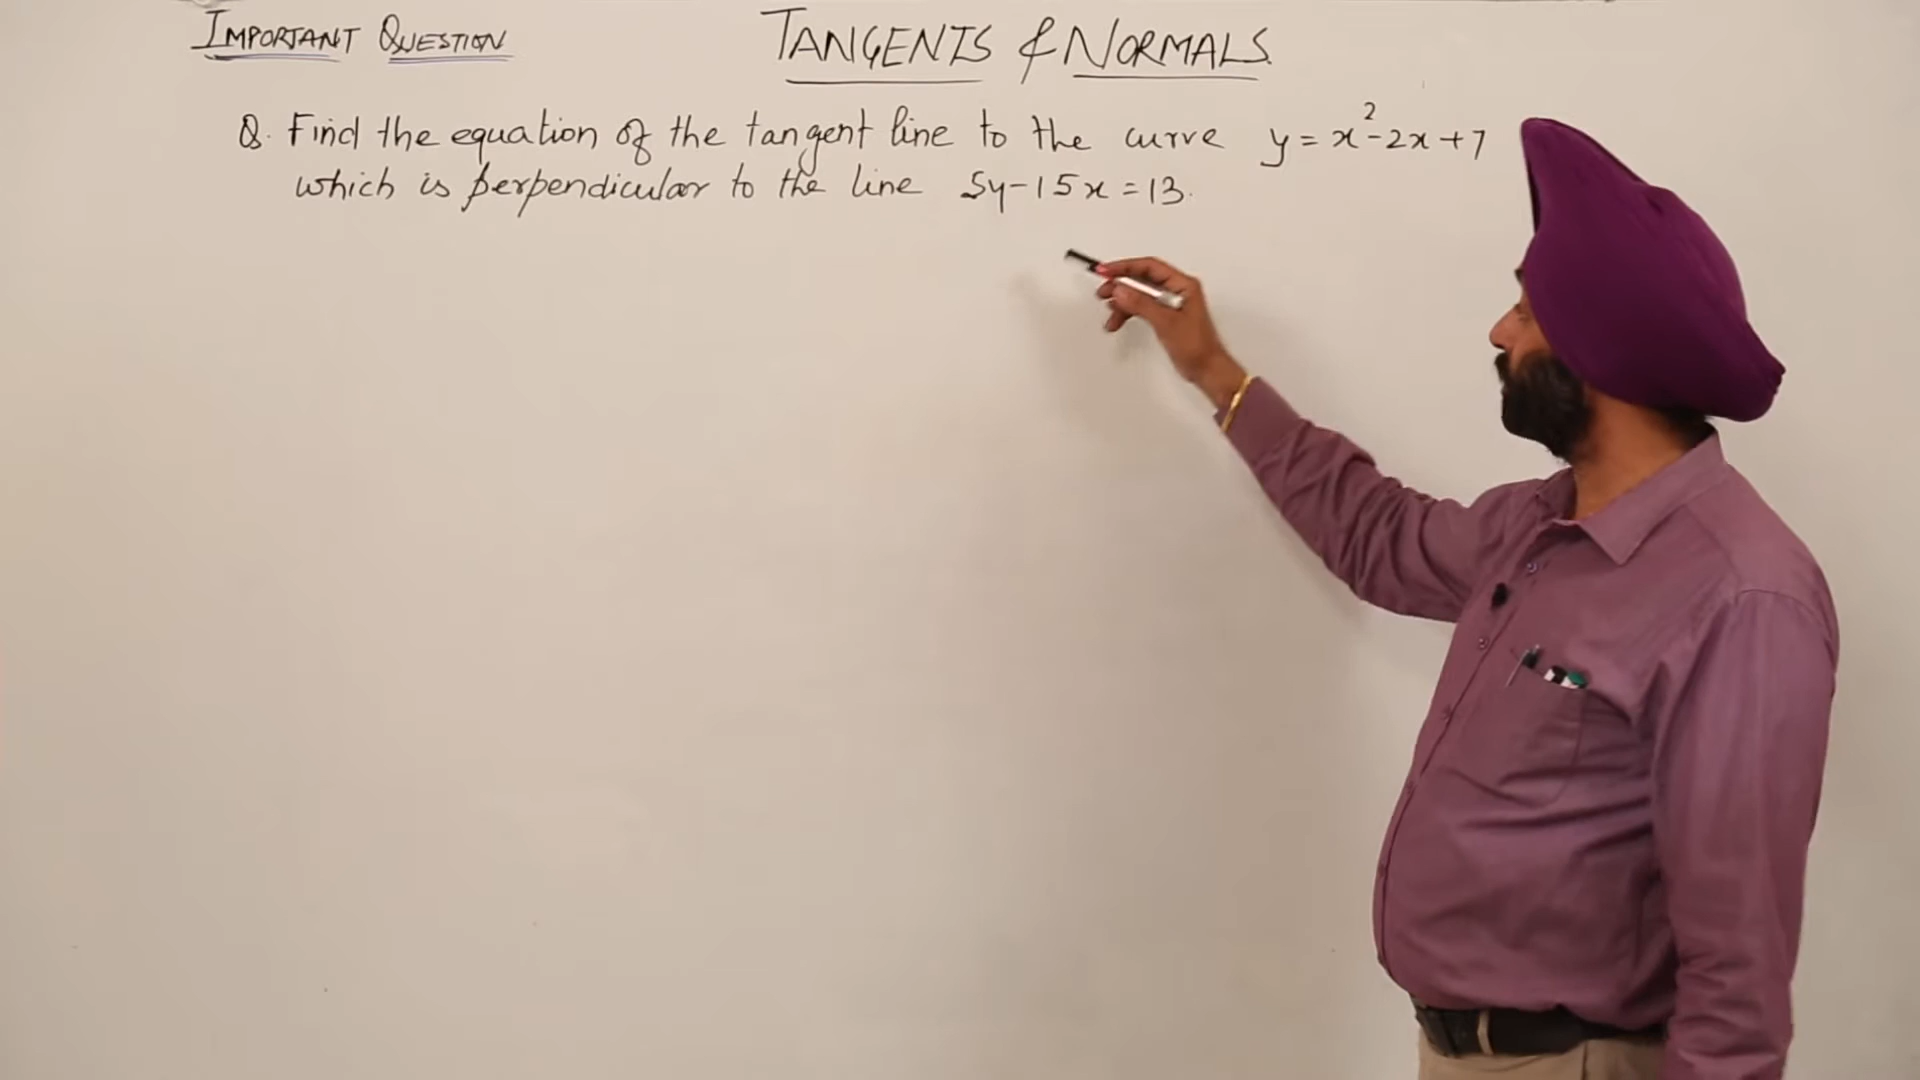 IMPORTANT QUESTION
TANGENTS & NORMALS
Q. Find the equation of the tangent line to the curve y = x²-2x+7
which is perpendicular to the line 5y-15x=13.